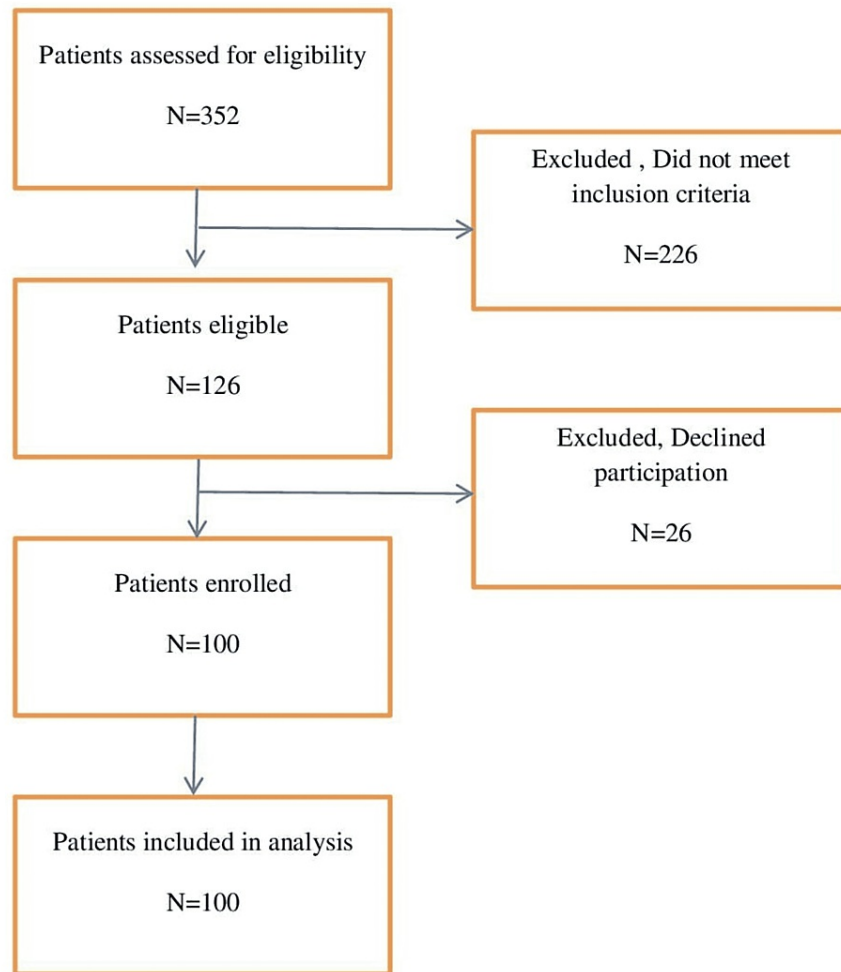 Patients assessed for eligibility
N=352
Excluded , Did not meet
inclusion criteria
N=226
Patients eligible
N=126
Excluded, Declined
participation
N=26
Patients enrolled
N=100
Patients included in analysis
N=100